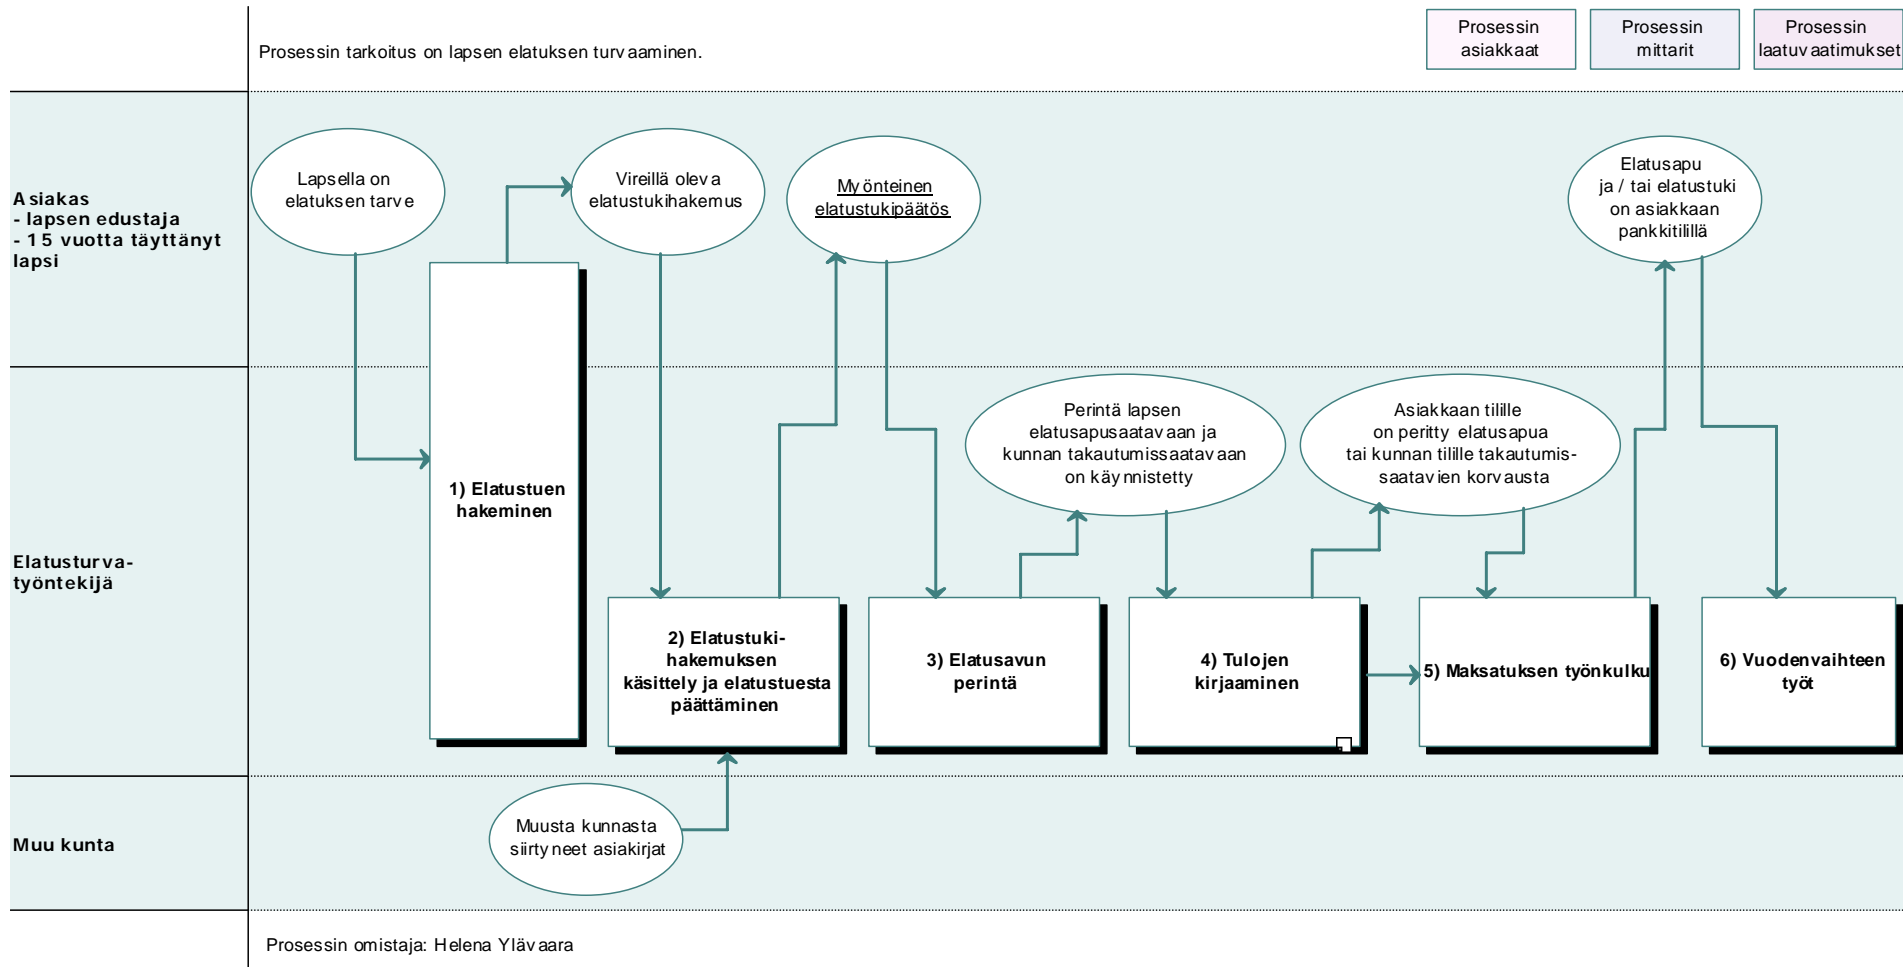 Prosessin tarkoitus on lapsen elatuksen turvaaminen.
Prosessin
asiakkaat
Prosessin
mittarit
Prosessin
laatuvaatimukset
Asiakas
- lapsen edustaja
- 15 vuotta täyttänyt
lapsi
Lapsella on
elatuksen tarve
Vireillä oleva
elatustukihakemus
Myönteinen
elatustukipäätös
Elatusapu
ja / tai elatustuki
on asiakkaan
pankkitilillä
Elatusturva-
työntekijä
1) Elatustuen
hakeminen
Perintä lapsen
elatusapusaatavaan ja
kunnan takautumissaatavaan
on käynnistetty
Asiakkaan tilille
on peritty elatusapua
tai kunnan tilille takautumis-
saatavien korvausta
2) Elatustuki-
hakemuksen
käsittely ja elatustuesta
päättäminen
3) Elatusavun
perintä
4) Tulojen
kirjaaminen
5) Maksatuksen työnkulku
6) Vuodenvaihteen
työt
Muu kunta
Muusta kunnasta
siirtyneet asiakirjat
Prosessin omistaja: Helena Ylävaara